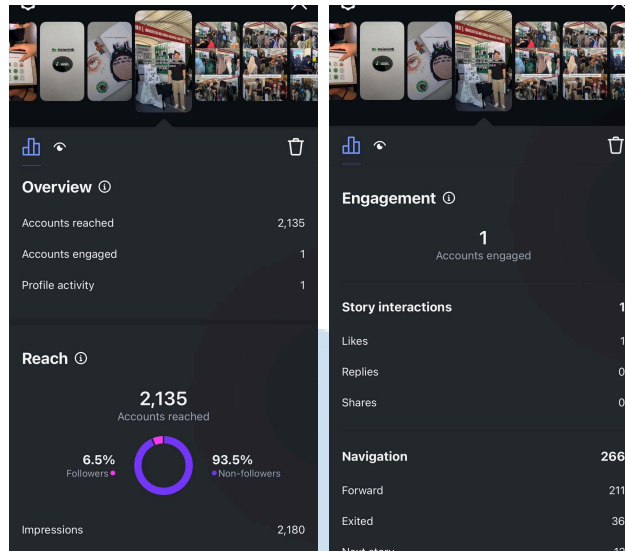 Overview
Accounts reached 2,135
Accounts engaged 1
Profile activity 1
Reach
2,135
Accounts reached
6.5%
Followers
93.5%
Non-followers
Impressions 2,180
Engagement
1
Accounts engaged
Story interactions 1
Likes 1
Replies 0
Shares 0
Navigation 266
Forward 211
Exited 36